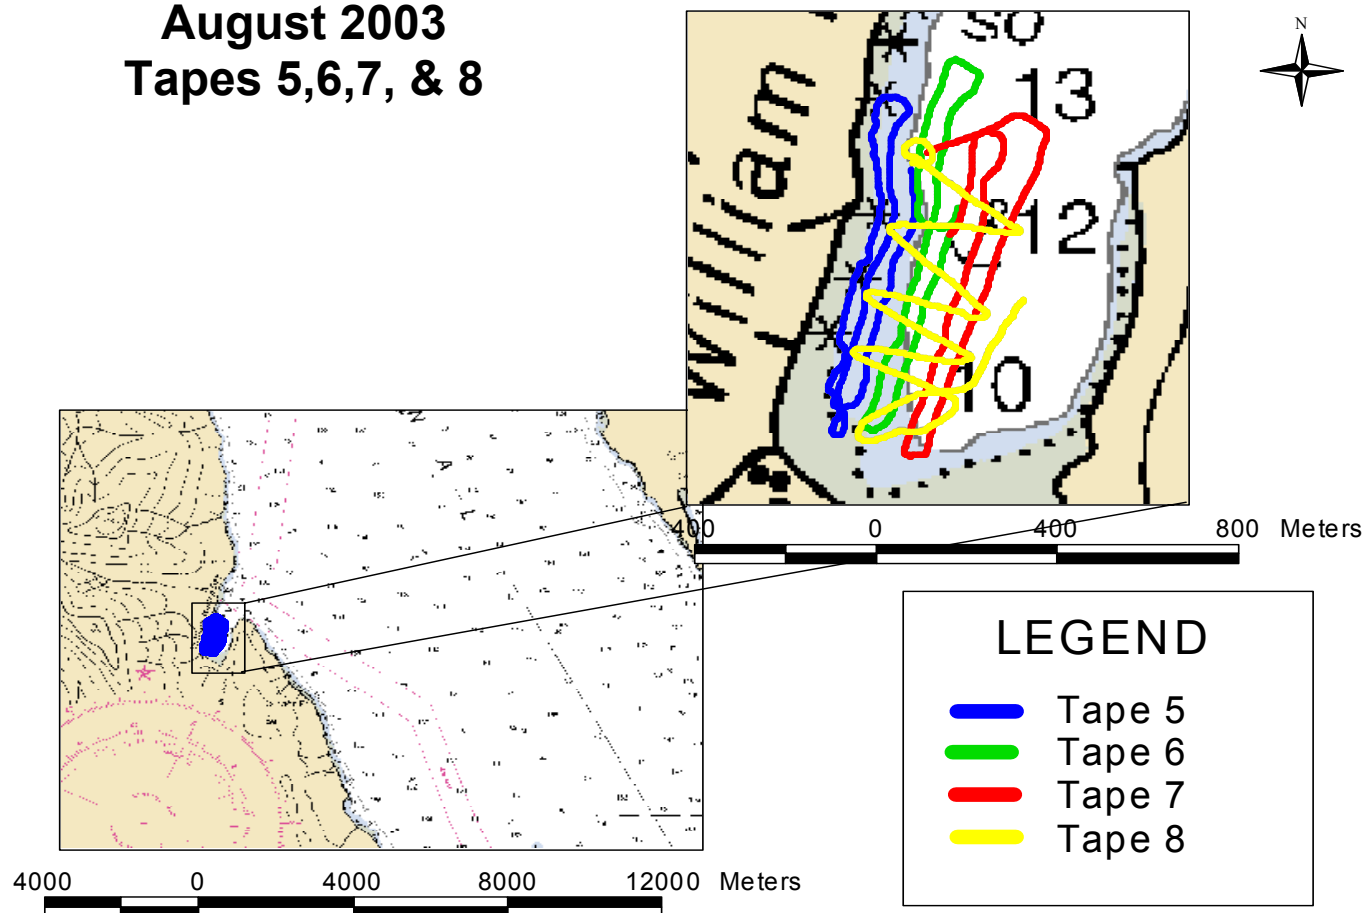 August 2003
Tapes 5,6,7, & 8
N
so
13
William
12
10
400 0 400 800 Meters
LEGEND
Tape 5
Tape 6
Tape 7
Tape 8
4000 0 4000 8000 12000 Meters